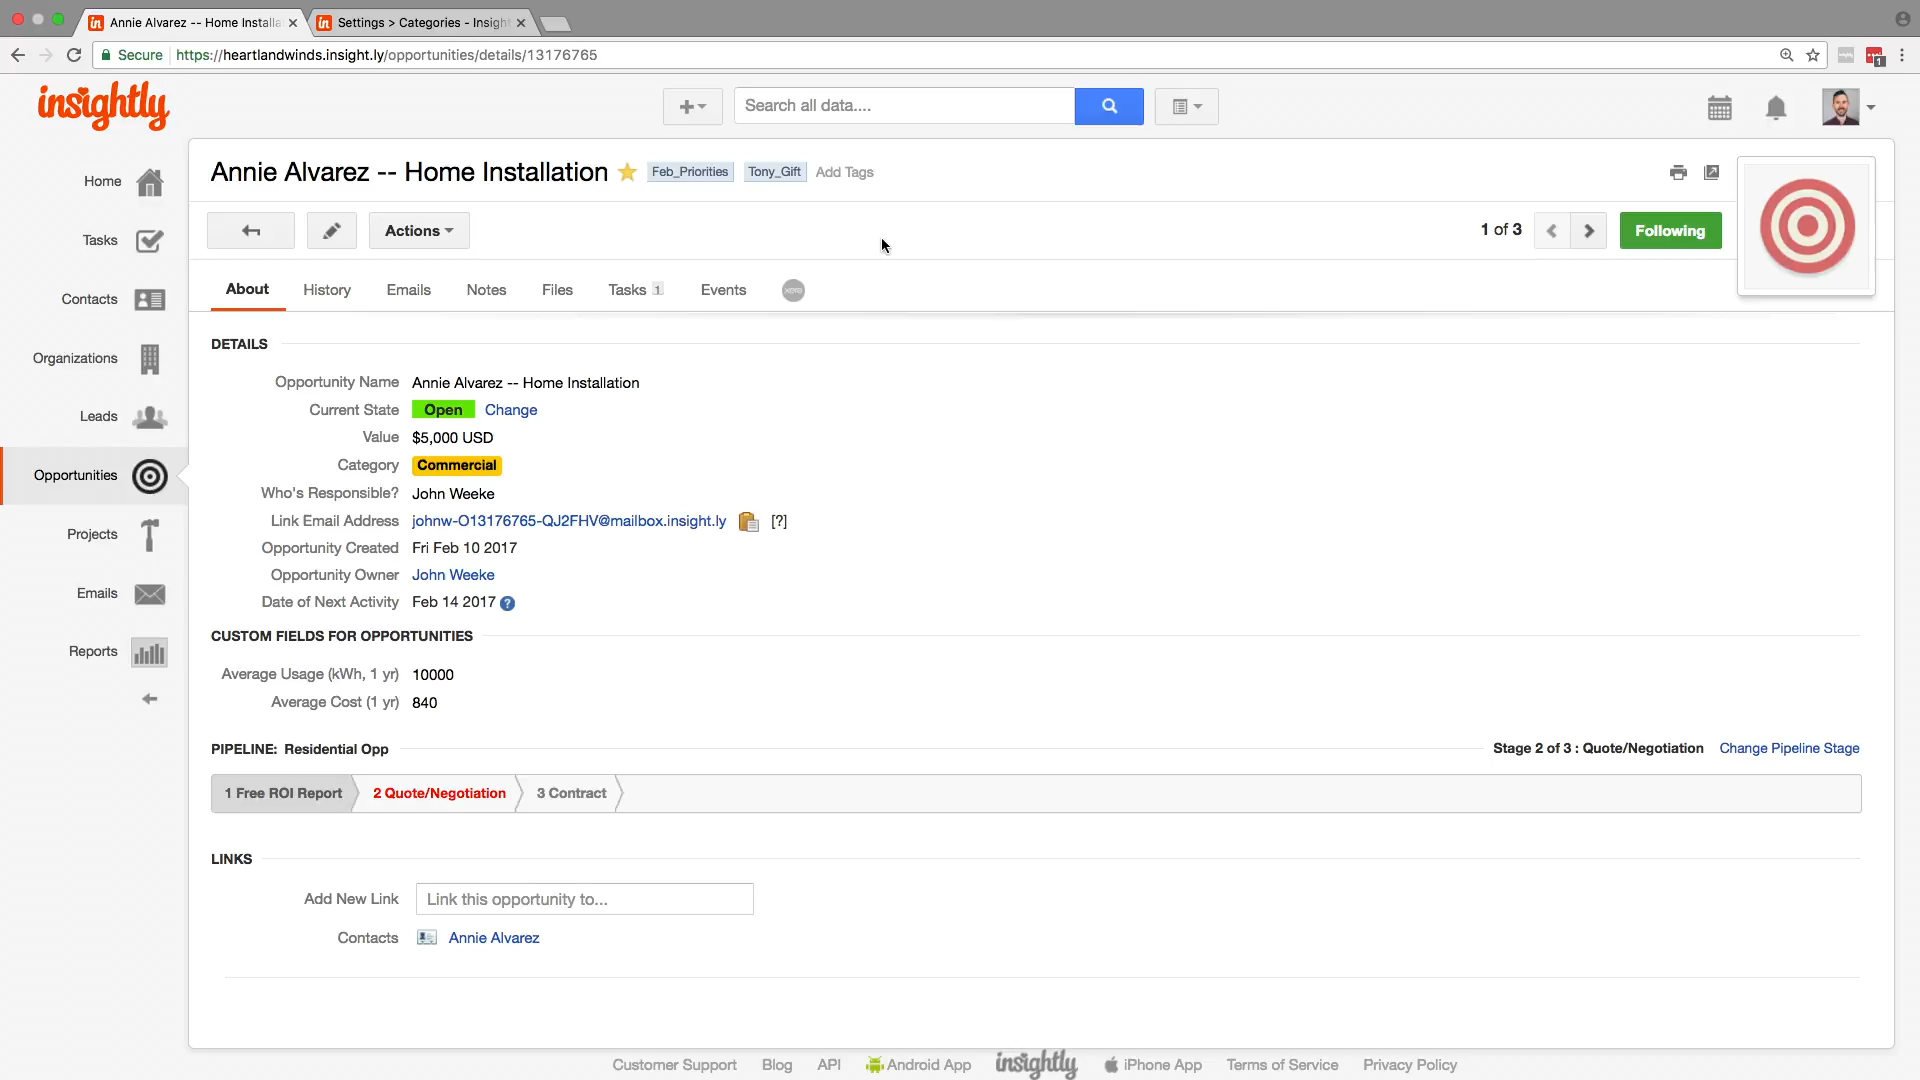 Annie Alvarez -- Home Installa
Settings > Categories - Insight
Secure https://heartlandwinds.insight.ly/opportunities/details/13176765
1
insightly
Search all data....
Home
Tasks
Contacts
Organizations
Leads
Opportunities
Projects
Emails
Reports
Annie Alvarez -- Home Installation Feb_Priorities Tony_Gift Add Tags
Actions 1 of 3 Following
About History Emails Notes Files Tasks 1 Events
DETAILS
Opportunity Name Annie Alvarez -- Home Installation
Current State Open Change
Value $5,000 USD
Category Commercial
Who's Responsible? John Weeke
Link Email Address johnw-O13176765-QJ2FHV@mailbox.insight.ly [?]
Opportunity Created Fri Feb 10 2017
Opportunity Owner John Weeke
Date of Next Activity Feb 14 2017 ?
CUSTOM FIELDS FOR OPPORTUNITIES
Average Usage (kWh, 1 yr) 10000
Average Cost (1 yr) 840
PIPELINE: Residential Opp Stage 2 of 3 : Quote/Negotiation Change Pipeline Stage
1 Free ROI Report 2 Quote/Negotiation 3 Contract
LINKS
Add New Link Link this opportunity to...
Contacts Annie Alvarez
Customer Support Blog API Android App insightly iPhone App Terms of Service Privacy Policy